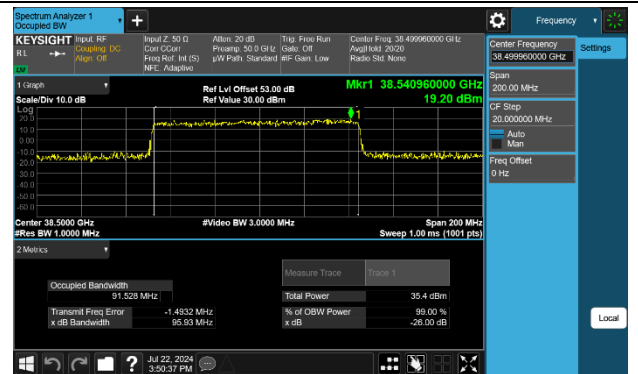 Spectrum Analyzer 1
Occupied BW
Frequency
KEYSIGHT Input: RF Input Z: 50 Ω Atten: 20 dB Trig: Free Run Center Freq: 38.499960000 GHz
RL Coupling: DC Corr CCorr Preamp: 50.0 GHz Gate: Off Avg|Hold: 20/20
Align: Off Freq Ref: Int (S) µW Path: Standard #IF Gain: Low Radio Std: None
NFE: Adaptive
LM
Center Frequency
38.499960000 GHz
Settings
Span
200.00 MHz
CF Step
20.000000 MHz
Auto
Man
Freq Offset
0 Hz
Local
1 Graph
Ref Lvl Offset 53.00 dB
Mkr1 38.540960000 GHz
Scale/Div 10.0 dB
Ref Value 30.00 dBm
19.20 dBm
Log
20.0
10.0
0.00
-10.0
-20.0
-30.0
-40.0
-50.0
-60.0
1
Center 38.5000 GHz
#Video BW 3.0000 MHz
Span 200 MHz
#Res BW 1.0000 MHz
Sweep 1.00 ms (1001 pts)
2 Metrics
Measure Trace
Trace 1
Occupied Bandwidth
91.528 MHz
Total Power
35.4 dBm
Transmit Freq Error
-1.4932 MHz
% of OBW Power
99.00 %
x dB Bandwidth
95.93 MHz
x dB
-26.00 dB
?
Jul 22, 2024
3:50:37 PM